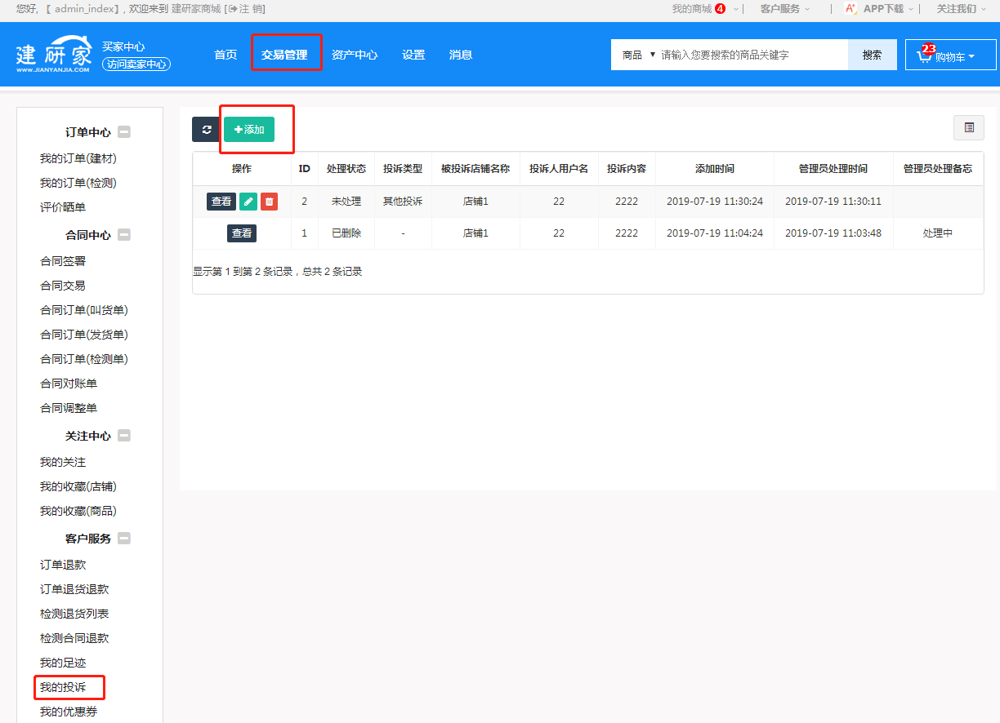 您好, 【 admin_index】, 欢迎来到 建研家商城 [注 销]
我的商城 4 | 客户服务 | APP下载 | 关注我们
建研家
WWW.JIANYANJIA.COM
买家中心
访问卖家中心
首页 交易管理 资产中心 设置 消息
商品 ▼ 请输入您要搜索的商品关键字 搜索
23 购物车
订单中心
我的订单(建材)
我的订单(检测)
评价晒单
合同中心
合同签署
合同交易
合同订单(叫货单)
合同订单(发货单)
合同订单(检测单)
合同对账单
合同调整单
关注中心
我的关注
我的收藏(店铺)
我的收藏(商品)
客户服务
订单退款
订单退货退款
检测退货列表
检测合同退款
我的足迹
我的投诉
我的优惠券
+添加
操作 ID 处理状态 投诉类型 被投诉店铺名称 投诉人用户名 投诉内容 添加时间 管理员处理时间 管理员处理备忘
查看 2 未处理 其他投诉 店铺1 22 2222 2019-07-19 11:30:24 2019-07-19 11:30:11
查看 1 已删除 - 店铺1 22 2222 2019-07-19 11:04:24 2019-07-19 11:03:48 处理中
显示第 1 到第 2 条记录，总共 2 条记录